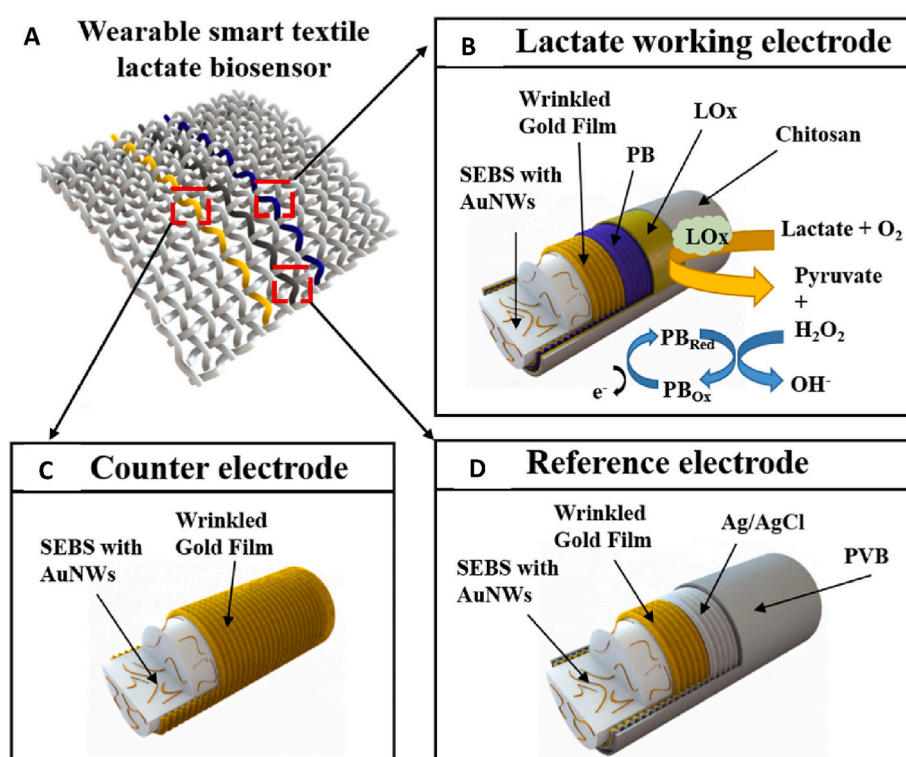 A
Wearable smart textile
lactate biosensor
B
Lactate working electrode
Wrinkled
Gold Film
LOx
PB
Chitosan
SEBS with
AuNWs
LOx
Lactate + O₂
Pyruvate
+
H₂O₂
PB_Red
e⁻
PB_Ox
OH⁻
C
Counter electrode
Wrinkled
Gold Film
SEBS with
AuNWs
D
Reference electrode
Wrinkled
Gold Film
Ag/AgCl
SEBS with
AuNWs
PVB